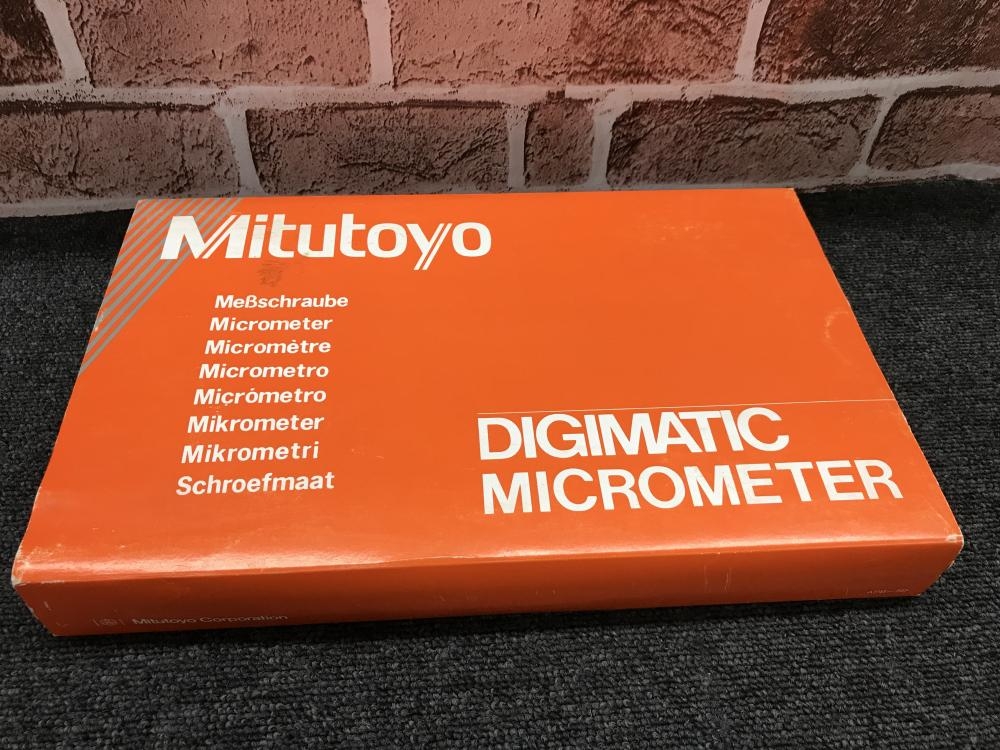 Mitutoyo
Meßschraube
Micrometer
Micromètre
Micrometro
Micrómetro
Mikrometer
Mikrometri
Schroefmaat
DIGIMATIC
MICROMETER
Mitutoyo Corporation